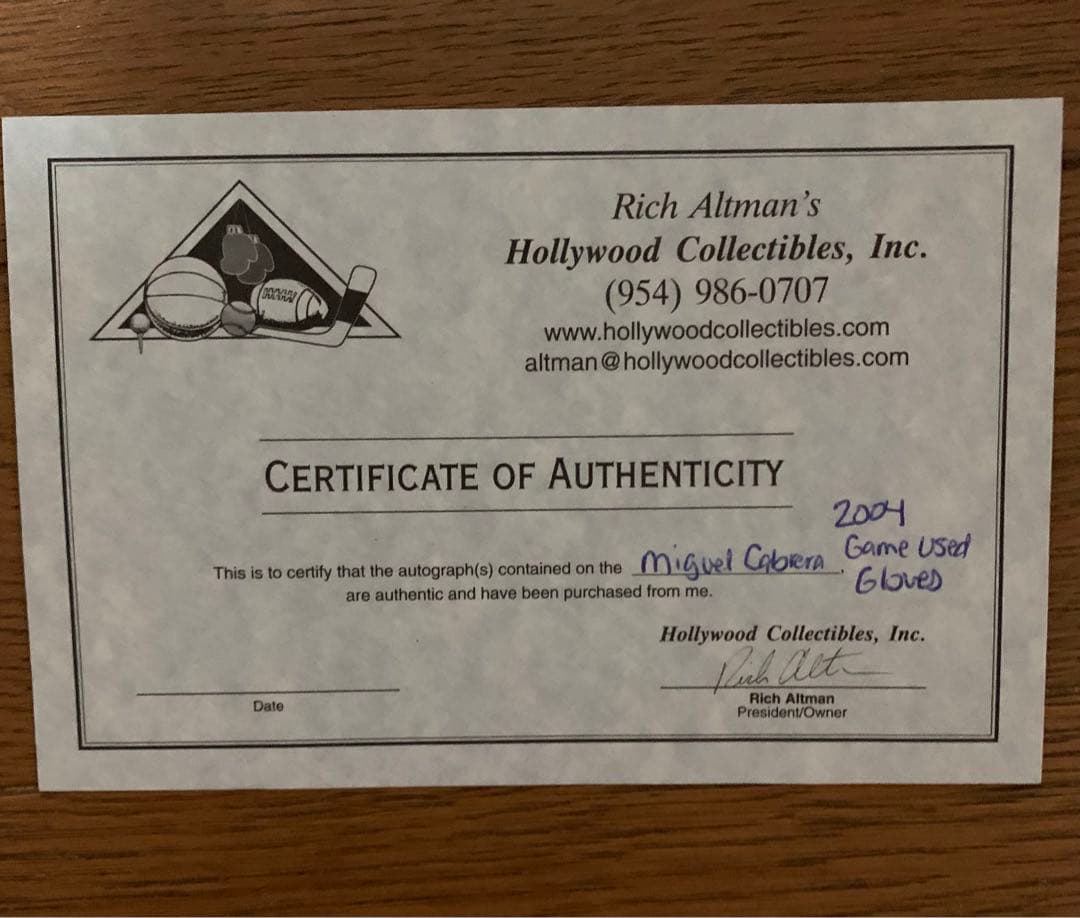 Rich Altman's
Hollywood Collectibles, Inc.
(954) 986-0707
www.hollywoodcollectibles.com
altman@hollywoodcollectibles.com
CERTIFICATE OF AUTHENTICITY
This is to certify that the autograph(s) contained on the Miguel Cabrera,
2004
Game Used
Gloves
are authentic and have been purchased from me.
Hollywood Collectibles, Inc.
Rich Altman
Date
Rich Altman
President/Owner